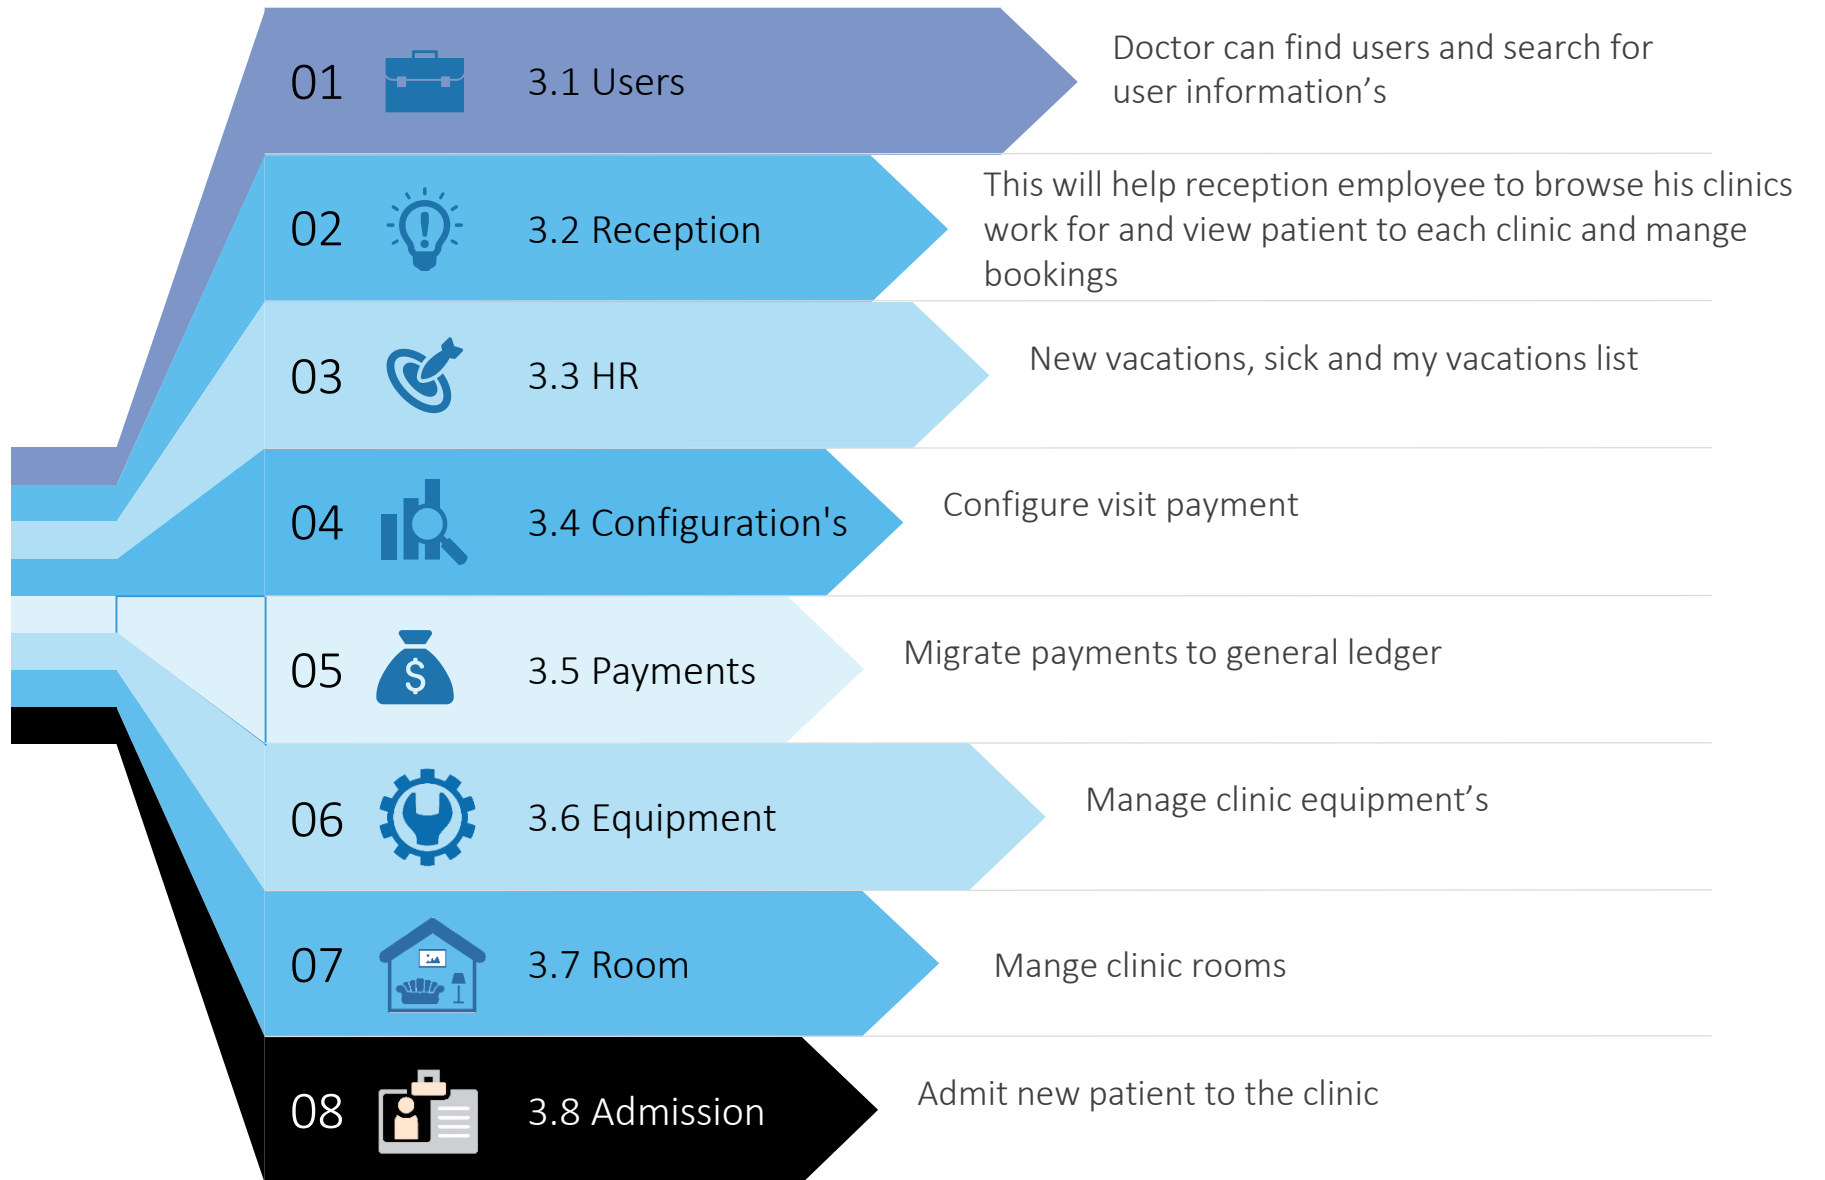 01
3.1 Users
Doctor can find users and search for
user information’s
02
3.2 Reception
This will help reception employee to browse his clinics
work for and view patient to each clinic and mange
bookings
03
3.3 HR
New vacations, sick and my vacations list
04
3.4 Configuration's
Configure visit payment
05
$
3.5 Payments
Migrate payments to general ledger
06
3.6 Equipment
Manage clinic equipment’s
07
3.7 Room
Mange clinic rooms
08
3.8 Admission
Admit new patient to the clinic